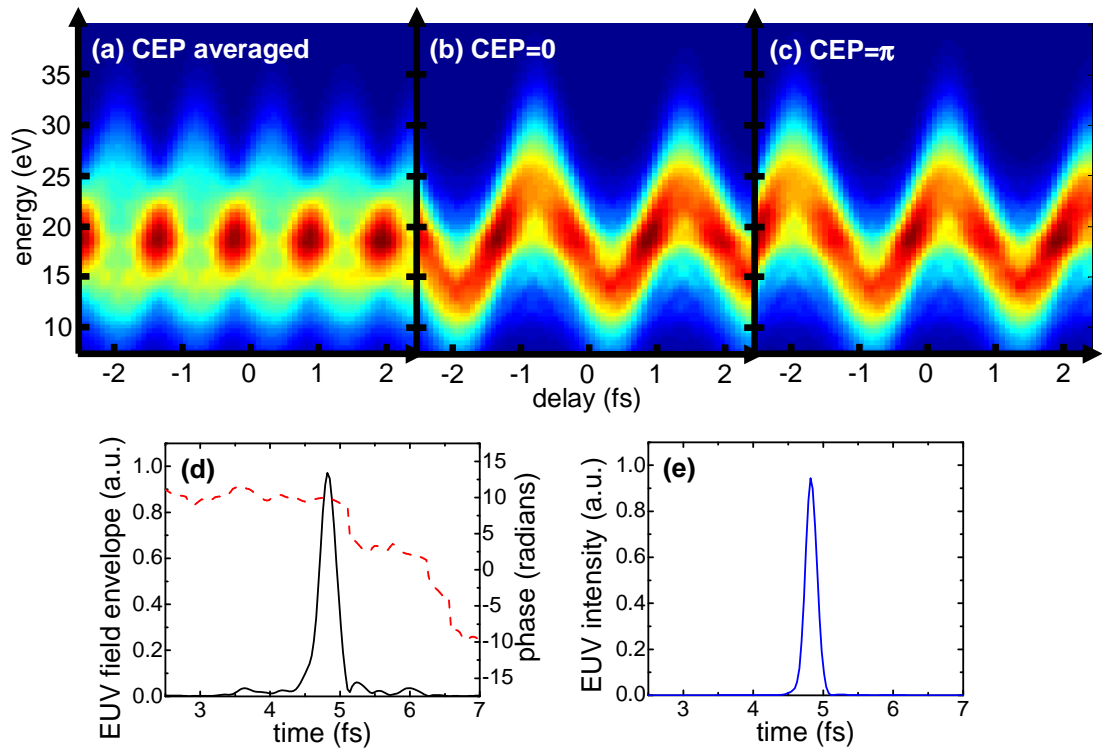 (a) CEP averaged (b) CEP=0 (c) CEP=π
energy (eV)
35
30
25
20
15
10
-2 -1 0 1 2 -2 -1 0 1 2 -2 -1 0 1 2
delay (fs)
(d)
EUV field envelope (a.u.)
1.0
0.8
0.6
0.4
0.2
0.0
3 4 5 6 7
time (fs)
phase (radians)
15
10
5
0
-5
-10
-15
(e)
EUV intensity (a.u.)
1.0
0.8
0.6
0.4
0.2
0.0
3 4 5 6 7
time (fs)